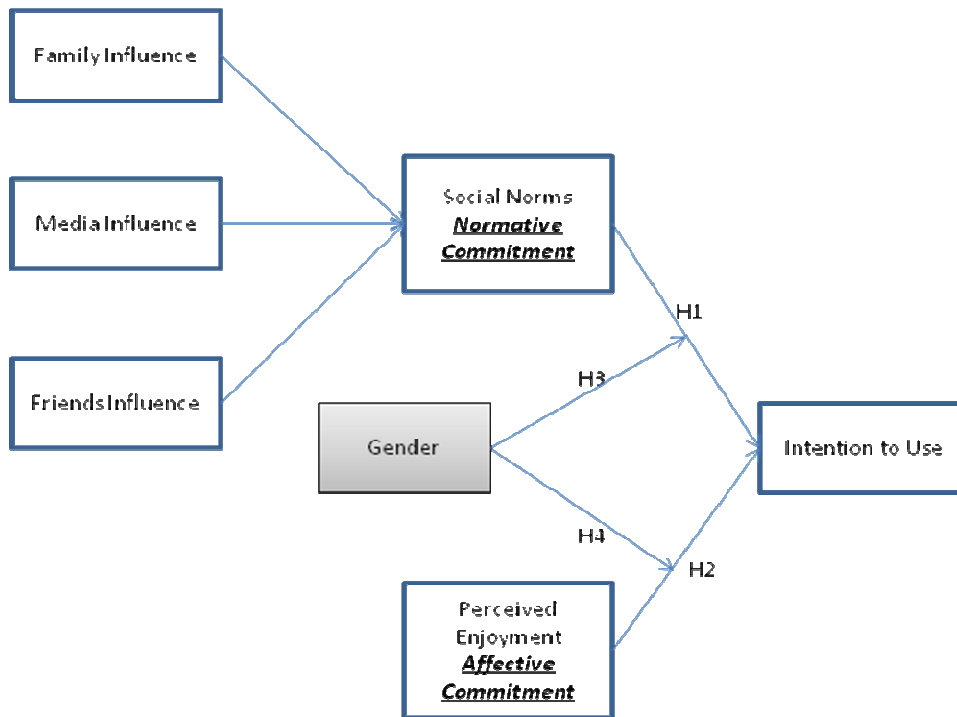 Family Influence
Media Influence
Friends Influence
Social Norms
Normative
Commitment
H1
H3
Gender
Intention to Use
H4
H2
Perceived
Enjoyment
Affective
Commitment